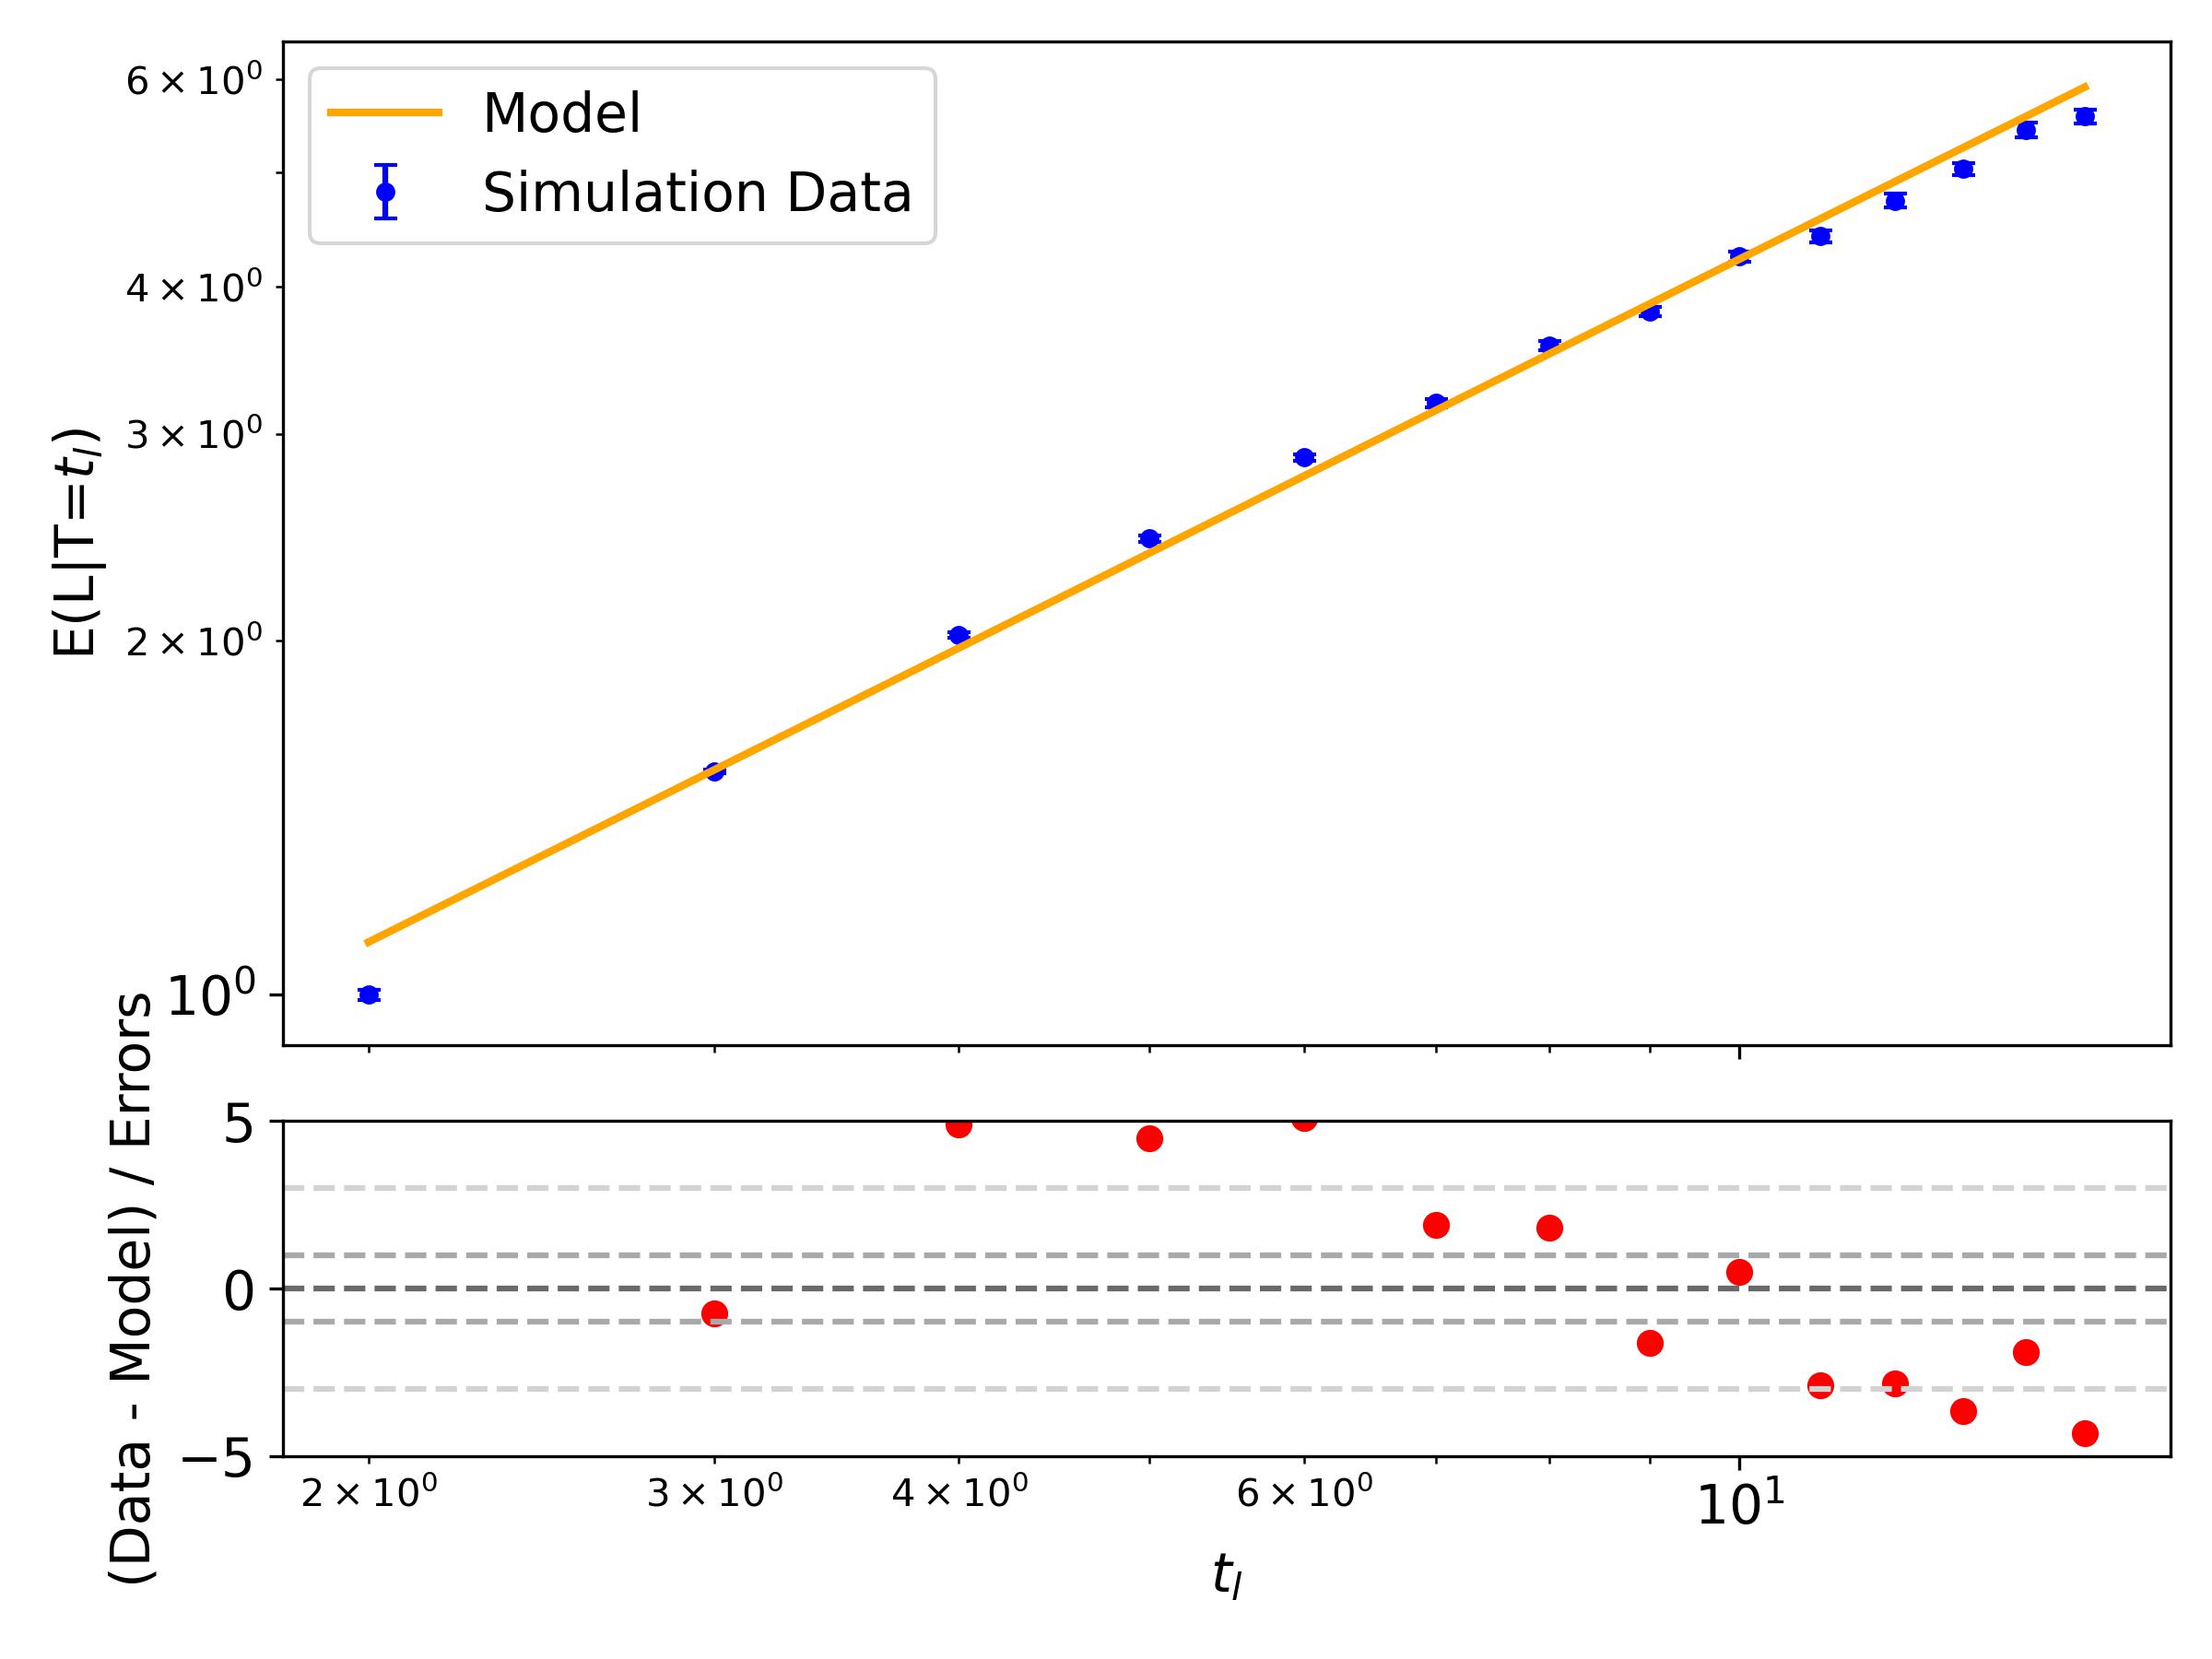 Model
Simulation Data
6 × 10⁰
4 × 10⁰
3 × 10⁰
2 × 10⁰
10⁰
E(L|T=tₗ)
5
0
−5
(Data - Model) / Errors
2 × 10⁰ 3 × 10⁰ 4 × 10⁰ 6 × 10⁰ 10¹
tₗ